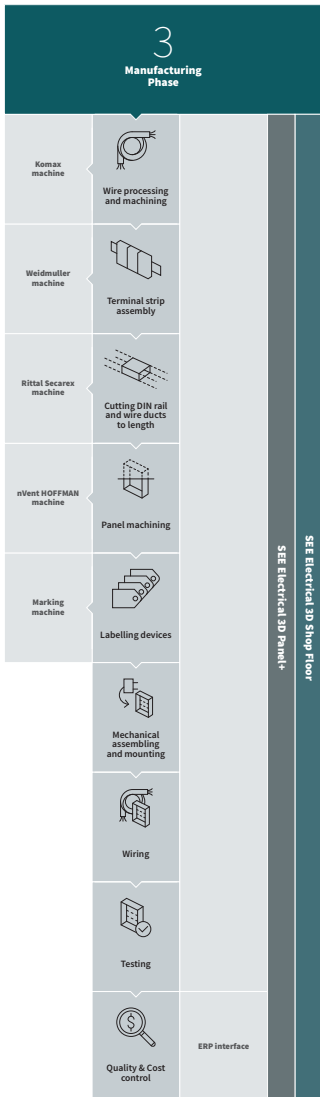 3
Manufacturing
Phase
Komax
machine
Wire processing
and machining
Weidmuller
machine
Terminal strip
assembly
Rittal Secarex
machine
Cutting DIN rail
and wire ducts
to length
nVent HOFFMAN
machine
Panel machining
Marking
machine
Labelling devices
Mechanical
assembling
and mounting
Wiring
Testing
$
Quality & Cost
control
ERP interface
SEE Electrical 3D Panel+
SEE Electrical 3D Shop Floor